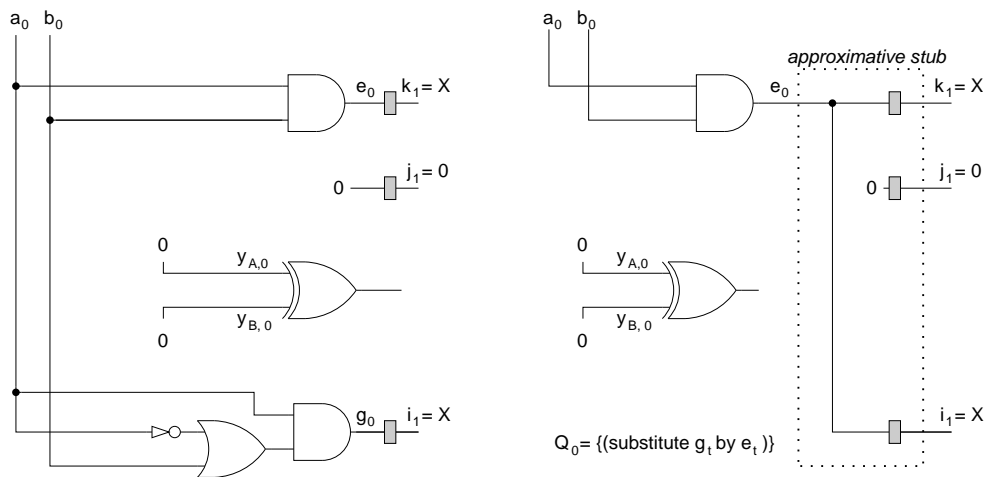 a0 b0
e0 k1 = X
0 j1 = 0
0
yA,0
yB, 0
0
g0 i1 = X
a0 b0
approximative stub
e0 k1 = X
0 j1 = 0
0
yA,0
yB, 0
0
i1 = X
Q0 = {(substitute gt by et )}